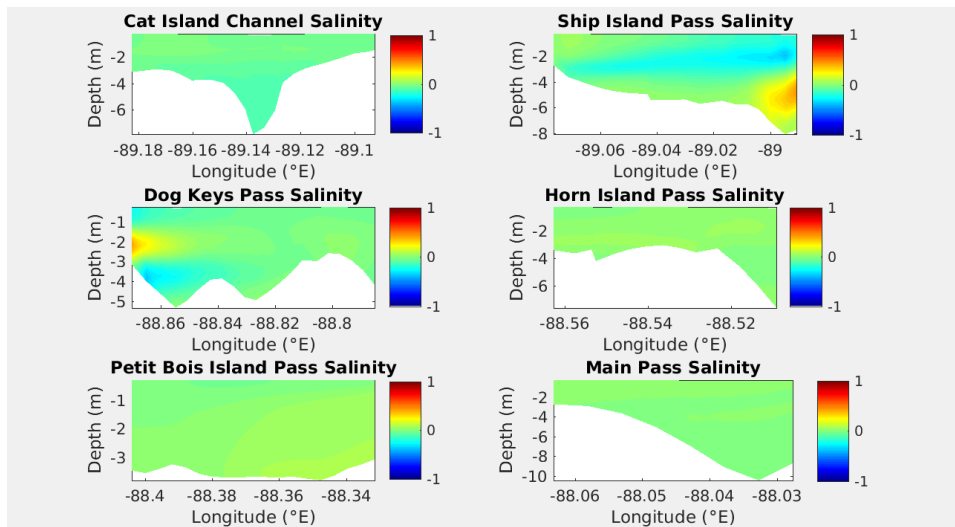 Cat Island Channel Salinity
Depth (m)
-2
-4
-6
-89.18 -89.16 -89.14 -89.12 -89.1
Longitude (°E)
1
0
-1
Ship Island Pass Salinity
Depth (m)
-2
-4
-6
-8
-89.06 -89.04 -89.02 -89
Longitude (°E)
1
0
-1
Dog Keys Pass Salinity
Depth (m)
-1
-2
-3
-4
-5
-88.86 -88.84 -88.82 -88.8
Longitude (°E)
1
0
-1
Horn Island Pass Salinity
Depth (m)
-2
-4
-6
-88.56 -88.54 -88.52
Longitude (°E)
1
0
-1
Petit Bois Island Pass Salinity
Depth (m)
-1
-2
-3
-88.4 -88.38 -88.36 -88.34
Longitude (°E)
1
0
-1
Main Pass Salinity
Depth (m)
-2
-4
-6
-8
-10
-88.06 -88.05 -88.04 -88.03
Longitude (°E)
1
0
-1